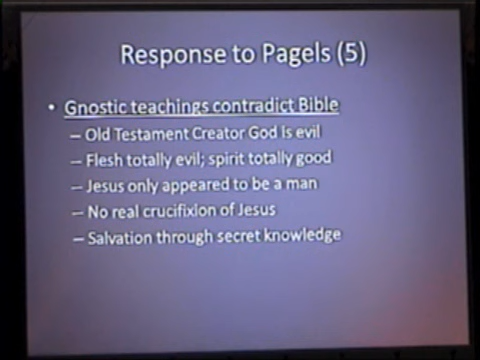 Response to Pagels (5)
• Gnostic teachings contradict Bible
– Old Testament Creator God is evil
– Flesh totally evil; spirit totally good
– Jesus only appeared to be a man
– No real crucifixion of Jesus
– Salvation through secret knowledge